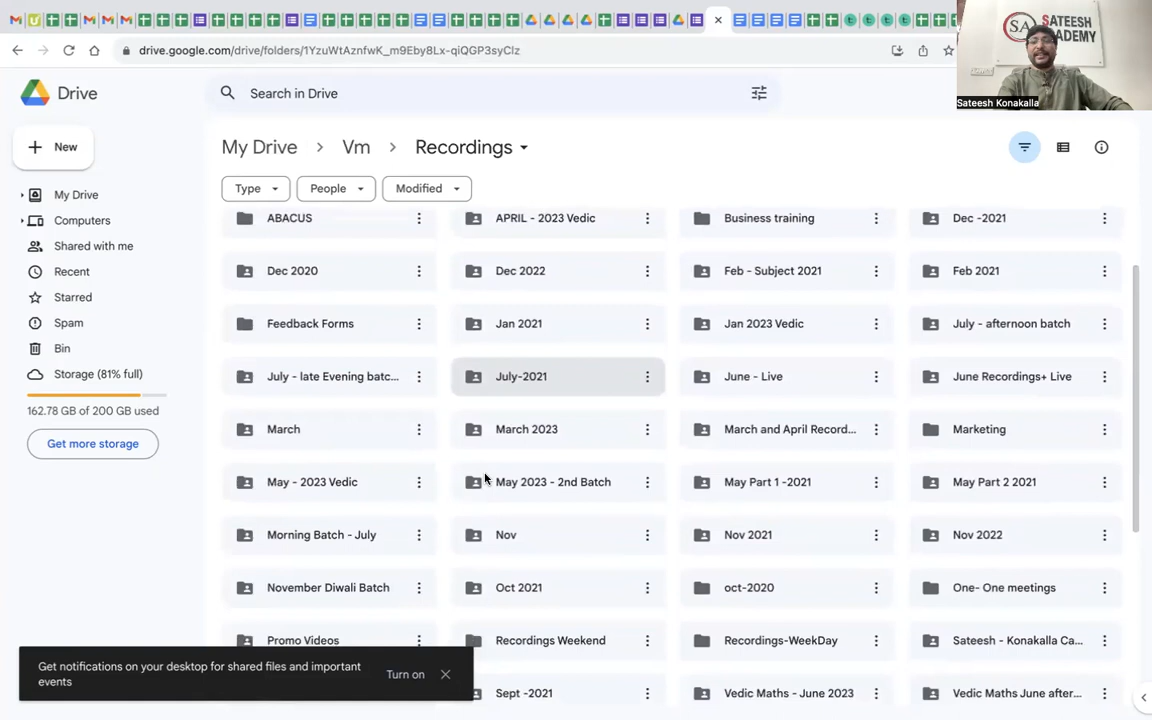 drive.google.com/drive/folders/1YzuWtAznfwK_m9Eby8Lx-qiQGP3syClz
SA SATEESH
ACADEMY
Sateesh Konakalla
Drive
Search in Drive
New
My Drive > Vm > Recordings
Type People Modified
My Drive
Computers
Shared with me
Recent
Starred
Spam
Bin
Storage (81% full)
162.78 GB of 200 GB used
Get more storage
ABACUS APRIL - 2023 Vedic Business training Dec -2021
Dec 2020 Dec 2022 Feb - Subject 2021 Feb 2021
Feedback Forms Jan 2021 Jan 2023 Vedic July - afternoon batch
July - late Evening batc... July-2021 June - Live June Recordings+ Live
March March 2023 March and April Record... Marketing
May - 2023 Vedic May 2023 - 2nd Batch May Part 1 -2021 May Part 2 2021
Morning Batch - July Nov Nov 2021 Nov 2022
November Diwali Batch Oct 2021 oct-2020 One- One meetings
Promo Videos Recordings Weekend Recordings-WeekDay Sateesh - Konakalla Ca...
Sept -2021 Vedic Maths - June 2023 Vedic Maths June after...
Get notifications on your desktop for shared files and important
events
Turn on